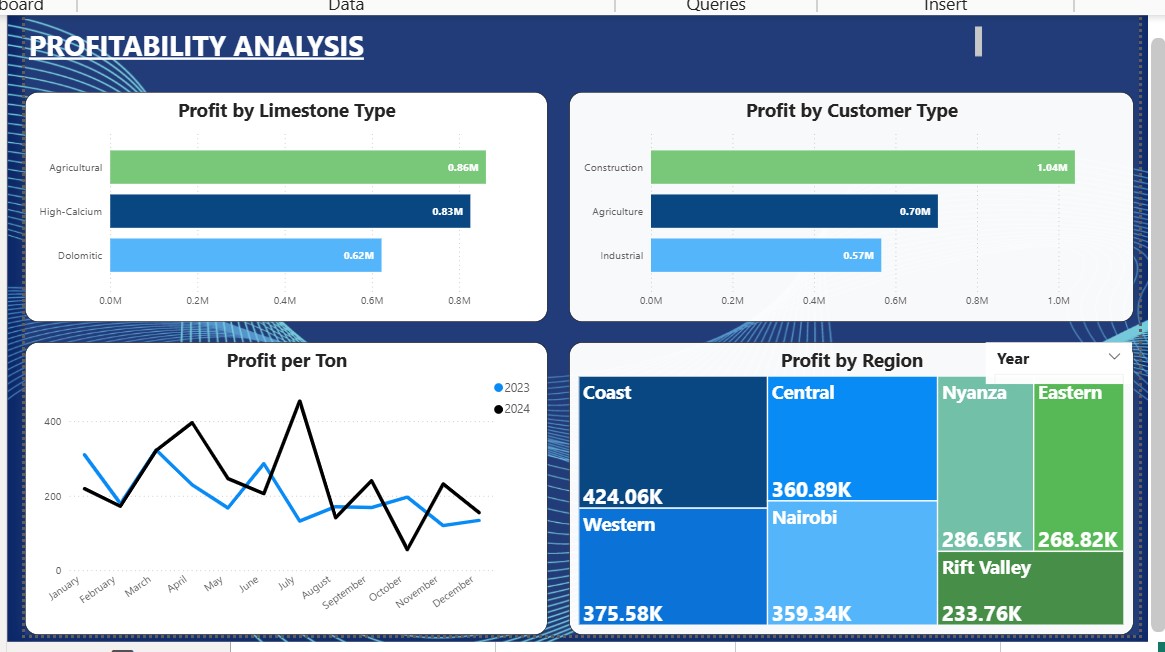 board
Data
Queries
Insert
PROFITABILITY ANALYSIS
Profit by Limestone Type
Agricultural
0.86M
High-Calcium
0.83M
Dolomitic
0.62M
0.0M 0.2M 0.4M 0.6M 0.8M
Profit by Customer Type
Construction
1.04M
Agriculture
0.70M
Industrial
0.57M
0.0M 0.2M 0.4M 0.6M 0.8M 1.0M
Profit per Ton
2023
2024
400
200
0
January February March April May June July August September October November December
Profit by Region
Year
Coast
424.06K
Western
375.58K
Central
360.89K
Nairobi
359.34K
Nyanza
286.65K
Eastern
268.82K
Rift Valley
233.76K